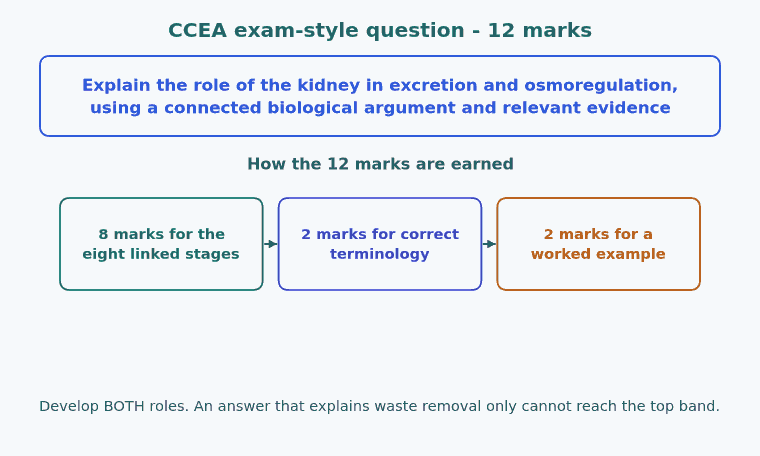 CCEA exam-style question - 12 marks
Explain the role of the kidney in excretion and osmoregulation,
using a connected biological argument and relevant evidence
How the 12 marks are earned
8 marks for the
eight linked stages
2 marks for correct
terminology
2 marks for a
worked example
Develop BOTH roles. An answer that explains waste removal only cannot reach the top band.